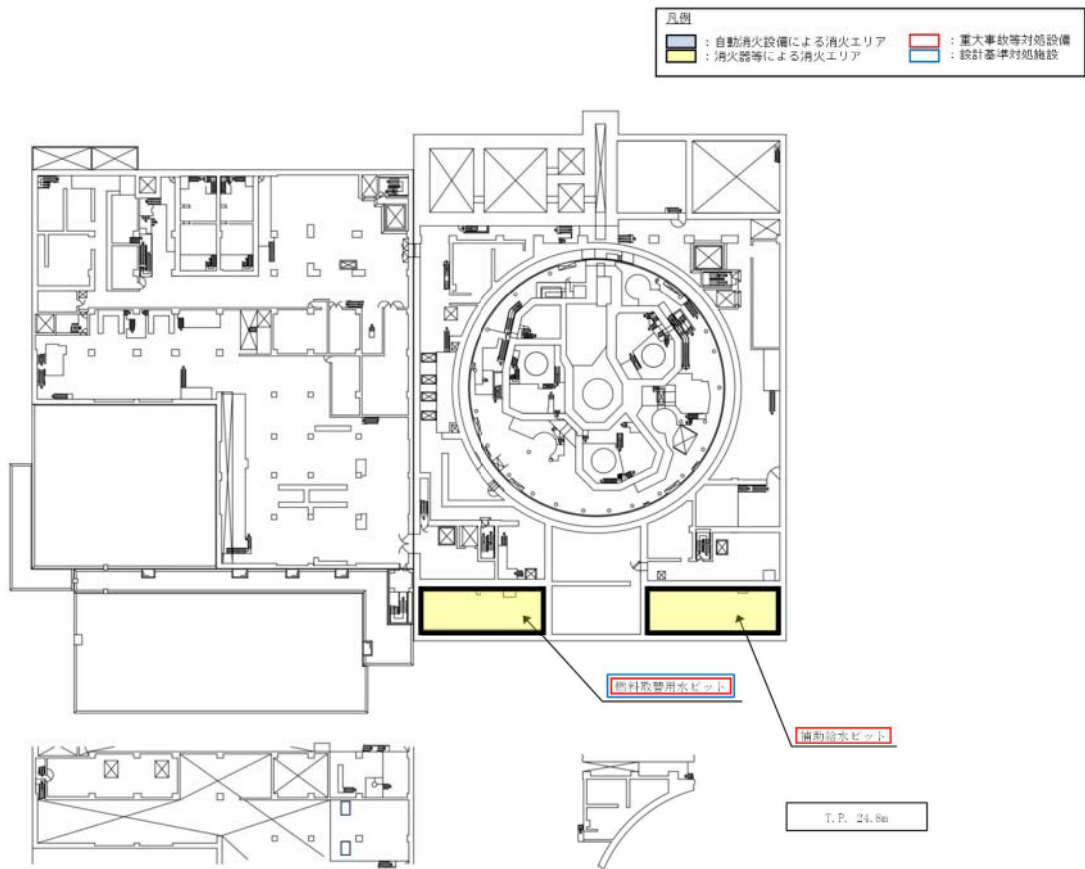 凡例
：自動消火設備による消火エリア
：重大事故等対処設備
：消火器等による消火エリア
：設計基準対処施設
燃料取替用水ピット
補助給水ピット
T.P. 24.8m